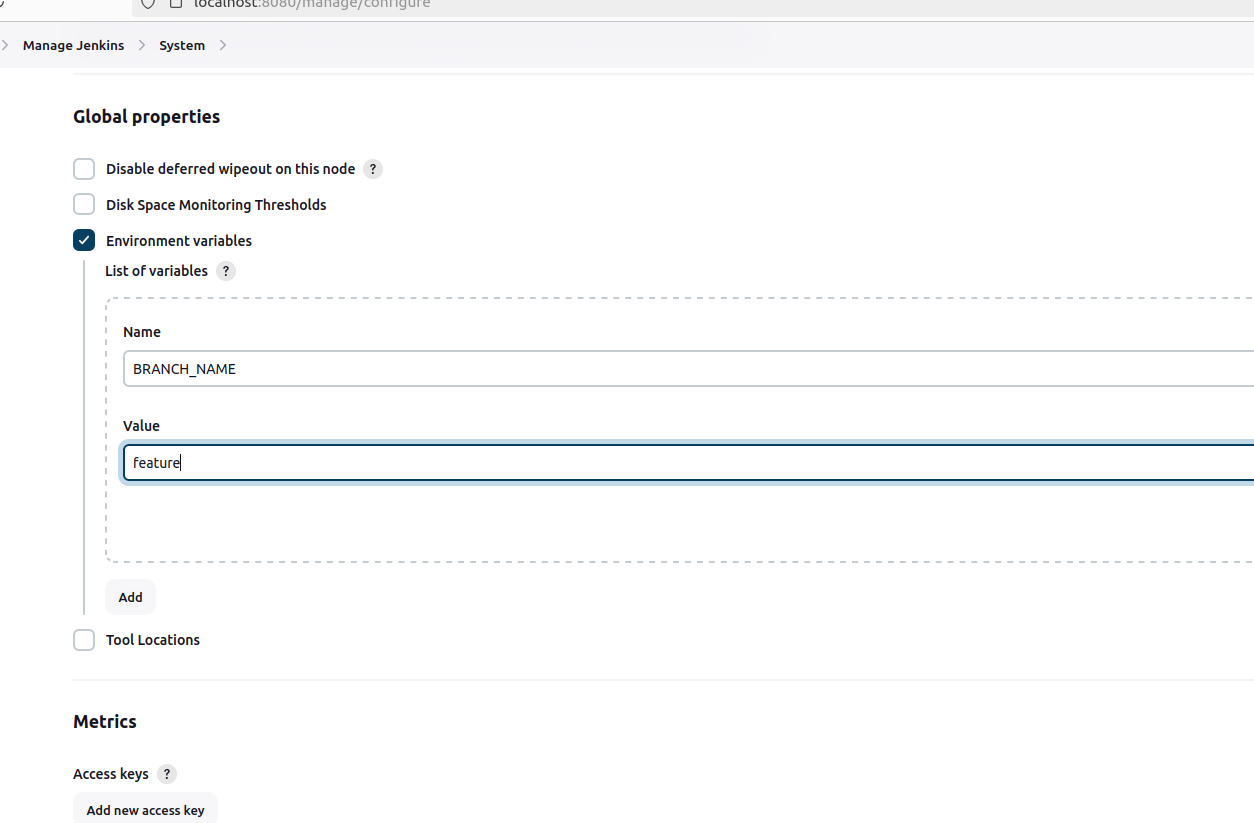 localhost:8080/manage/configure
Manage Jenkins > System >
Global properties
Disable deferred wipeout on this node ?
Disk Space Monitoring Thresholds
Environment variables
List of variables ?
Name
BRANCH_NAME
Value
feature
Add
Tool Locations
Metrics
Access keys ?
Add new access key